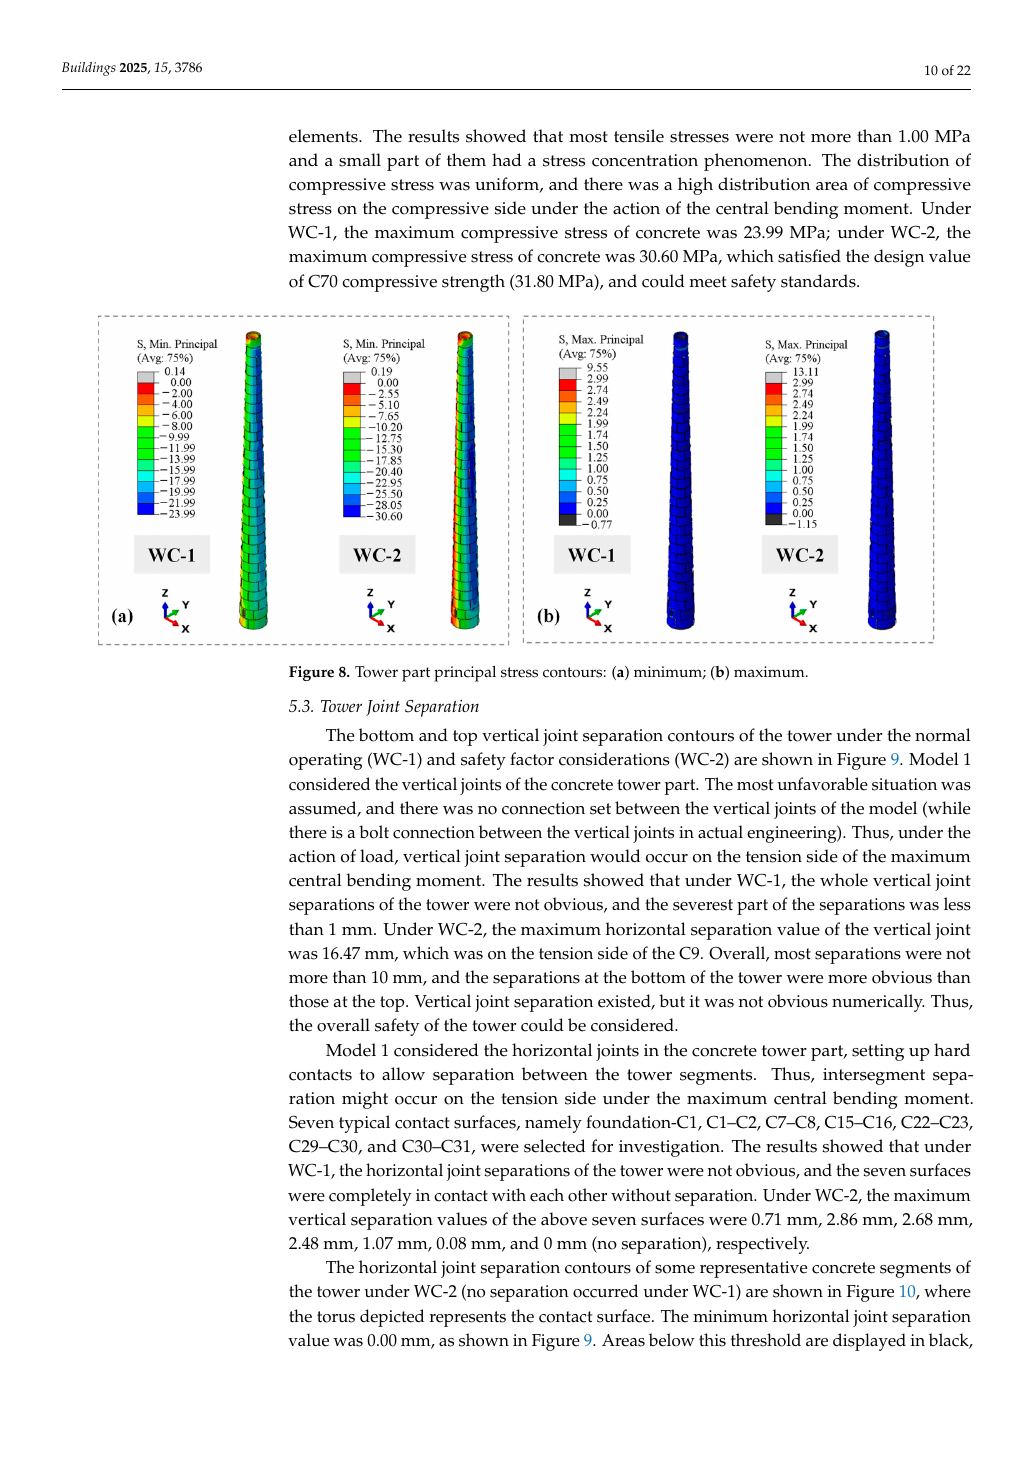 Buildings 2025, 15, 3786
10 of 22
elements. The results showed that most tensile stresses were not more than 1.00 MPa
and a small part of them had a stress concentration phenomenon. The distribution of
compressive stress was uniform, and there was a high distribution area of compressive
stress on the compressive side under the action of the central bending moment. Under
WC-1, the maximum compressive stress of concrete was 23.99 MPa; under WC-2, the
maximum compressive stress of concrete was 30.60 MPa, which satisfied the design value
of C70 compressive strength (31.80 MPa), and could meet safety standards.
S, Min. Principal
(Avg: 75%)
0.14
0.00
−2.00
−4.00
−6.00
−8.00
−9.99
−11.99
−13.99
−15.99
−17.99
−19.99
−21.99
−23.99
WC-1
Z
Y
X
(a)
S, Min. Principal
(Avg: 75%)
0.19
0.00
−2.55
−5.10
−7.65
−10.20
−12.75
−15.30
−17.85
−20.40
−22.95
−25.50
−28.05
−30.60
WC-2
Z
Y
X
S, Max. Principal
(Avg: 75%)
9.55
2.99
2.74
2.49
2.24
1.99
1.74
1.50
1.25
1.00
0.75
0.50
0.25
0.00
−0.77
WC-1
Z
Y
X
(b)
S, Max. Principal
(Avg: 75%)
13.11
2.99
2.74
2.49
2.24
1.99
1.74
1.50
1.25
1.00
0.75
0.50
0.25
0.00
−1.15
WC-2
Z
Y
X
Figure 8. Tower part principal stress contours: (a) minimum; (b) maximum.
5.3. Tower Joint Separation
The bottom and top vertical joint separation contours of the tower under the normal
operating (WC-1) and safety factor considerations (WC-2) are shown in Figure 9. Model 1
considered the vertical joints of the concrete tower part. The most unfavorable situation was
assumed, and there was no connection set between the vertical joints of the model (while
there is a bolt connection between the vertical joints in actual engineering). Thus, under the
action of load, vertical joint separation would occur on the tension side of the maximum
central bending moment. The results showed that under WC-1, the whole vertical joint
separations of the tower were not obvious, and the severest part of the separations was less
than 1 mm. Under WC-2, the maximum horizontal separation value of the vertical joint
was 16.47 mm, which was on the tension side of the C9. Overall, most separations were not
more than 10 mm, and the separations at the bottom of the tower were more obvious than
those at the top. Vertical joint separation existed, but it was not obvious numerically. Thus,
the overall safety of the tower could be considered.
Model 1 considered the horizontal joints in the concrete tower part, setting up hard
contacts to allow separation between the tower segments. Thus, intersegment sepa-
ration might occur on the tension side under the maximum central bending moment.
Seven typical contact surfaces, namely foundation-C1, C1–C2, C7–C8, C15–C16, C22–C23,
C29–C30, and C30–C31, were selected for investigation. The results showed that under
WC-1, the horizontal joint separations of the tower were not obvious, and the seven surfaces
were completely in contact with each other without separation. Under WC-2, the maximum
vertical separation values of the above seven surfaces were 0.71 mm, 2.86 mm, 2.68 mm,
2.48 mm, 1.07 mm, 0.08 mm, and 0 mm (no separation), respectively.
The horizontal joint separation contours of some representative concrete segments of
the tower under WC-2 (no separation occurred under WC-1) are shown in Figure 10, where
the torus depicted represents the contact surface. The minimum horizontal joint separation
value was 0.00 mm, as shown in Figure 9. Areas below this threshold are displayed in black,